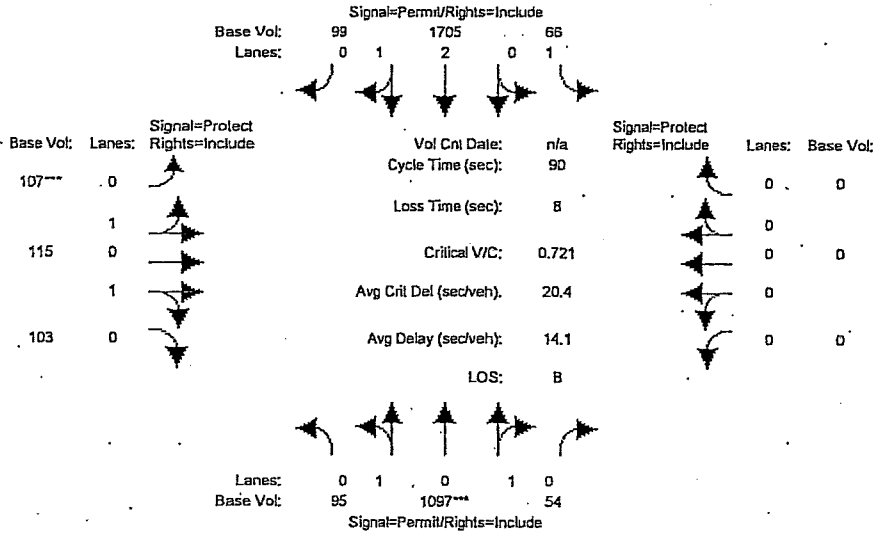 Signal=Permit/Rights=Include
Base Vol: 99 1705 66
Lanes: 0 1 2 0 1
Signal=Protect
Base Vol: Lanes: Rights=Include
Vol Cnt Date: n/a
Signal=Protect
Rights=Include Lanes: Base Vol:
Cycle Time (sec): 90
107*** 0
0 0
Loss Time (sec): 8
1
0
115 0
Critical V/C: 0.721
0 0
1
Avg Crit Del (sec/veh). 20.4
0
103 0
Avg Delay (sec/veh): 14.1
0 0
LOS: B
Lanes: 0 1 0 1 0
Base Vol: 95 1097*** 54
Signal=Permit/Rights=Include